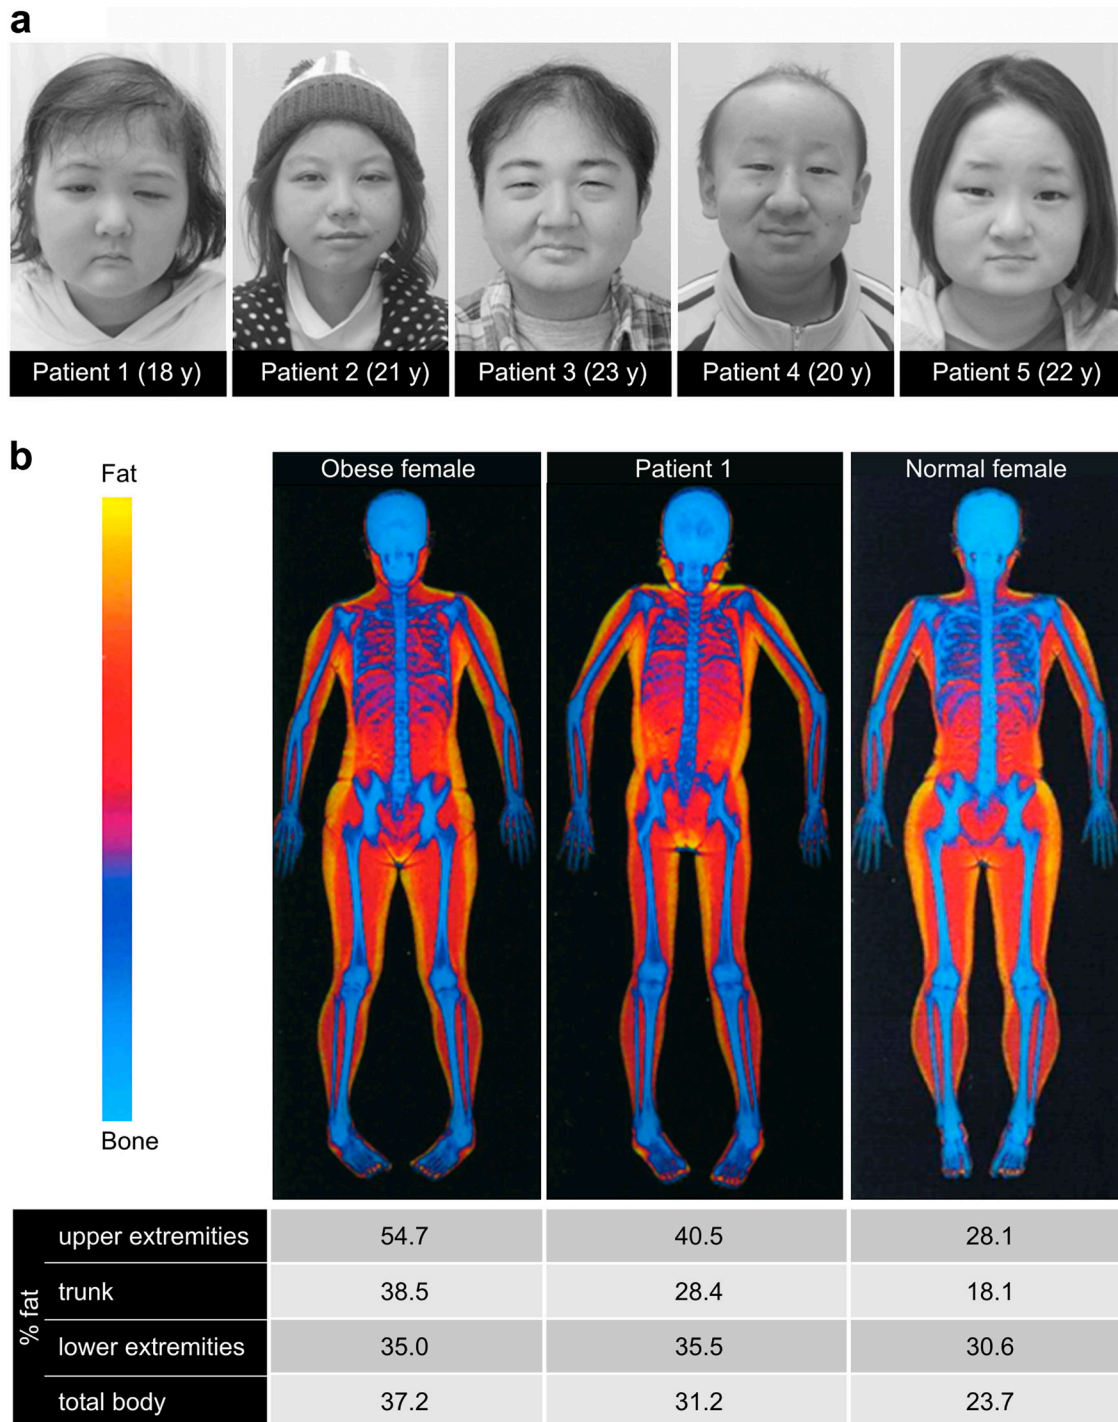 a
Patient 1 (18 y) Patient 2 (21 y) Patient 3 (23 y) Patient 4 (20 y) Patient 5 (22 y)
b
Fat
Bone
Obese female Patient 1 Normal female
% fat
upper extremities 54.7 40.5 28.1
trunk 38.5 28.4 18.1
lower extremities 35.0 35.5 30.6
total body 37.2 31.2 23.7